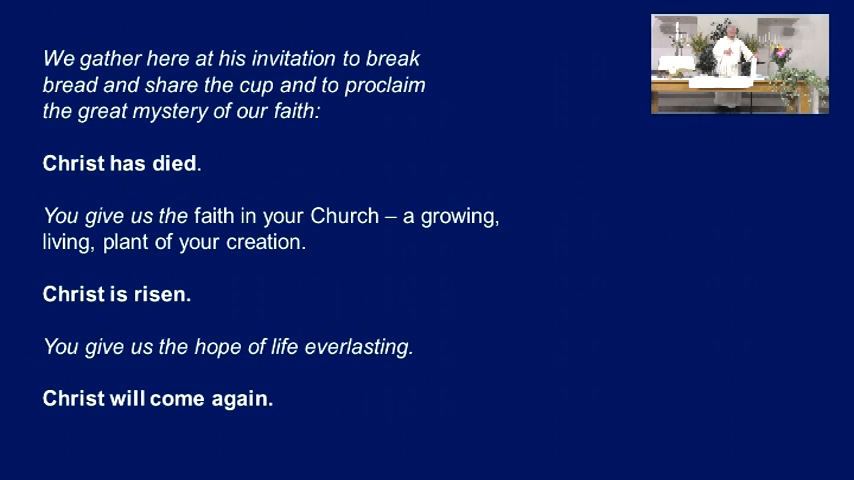 We gather here at his invitation to break
bread and share the cup and to proclaim
the great mystery of our faith:
Christ has died.
You give us the faith in your Church – a growing,
living, plant of your creation.
Christ is risen.
You give us the hope of life everlasting.
Christ will come again.